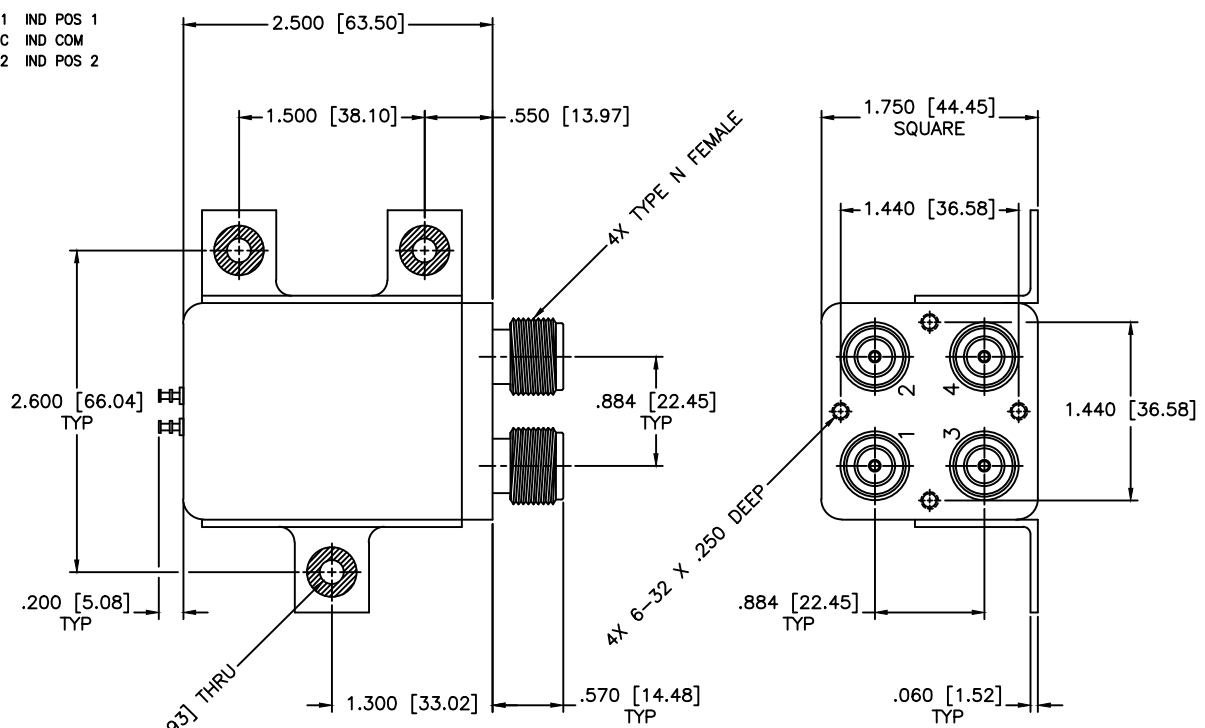 1 IND POS 1
C IND COM
2 IND POS 2
2.500 [63.50]
1.500 [38.10]
.550 [13.97]
4X TYPE N FEMALE
2.600 [66.04]
TYP
.884 [22.45]
TYP
.200 [5.08]
TYP
93] THRU
1.300 [33.02]
.570 [14.48]
TYP
1.750 [44.45]
SQUARE
1.440 [36.58]
2
4
1
3
1.440 [36.58]
4X 6-32 X .250 DEEP
.884 [22.45]
TYP
.060 [1.52]
TYP